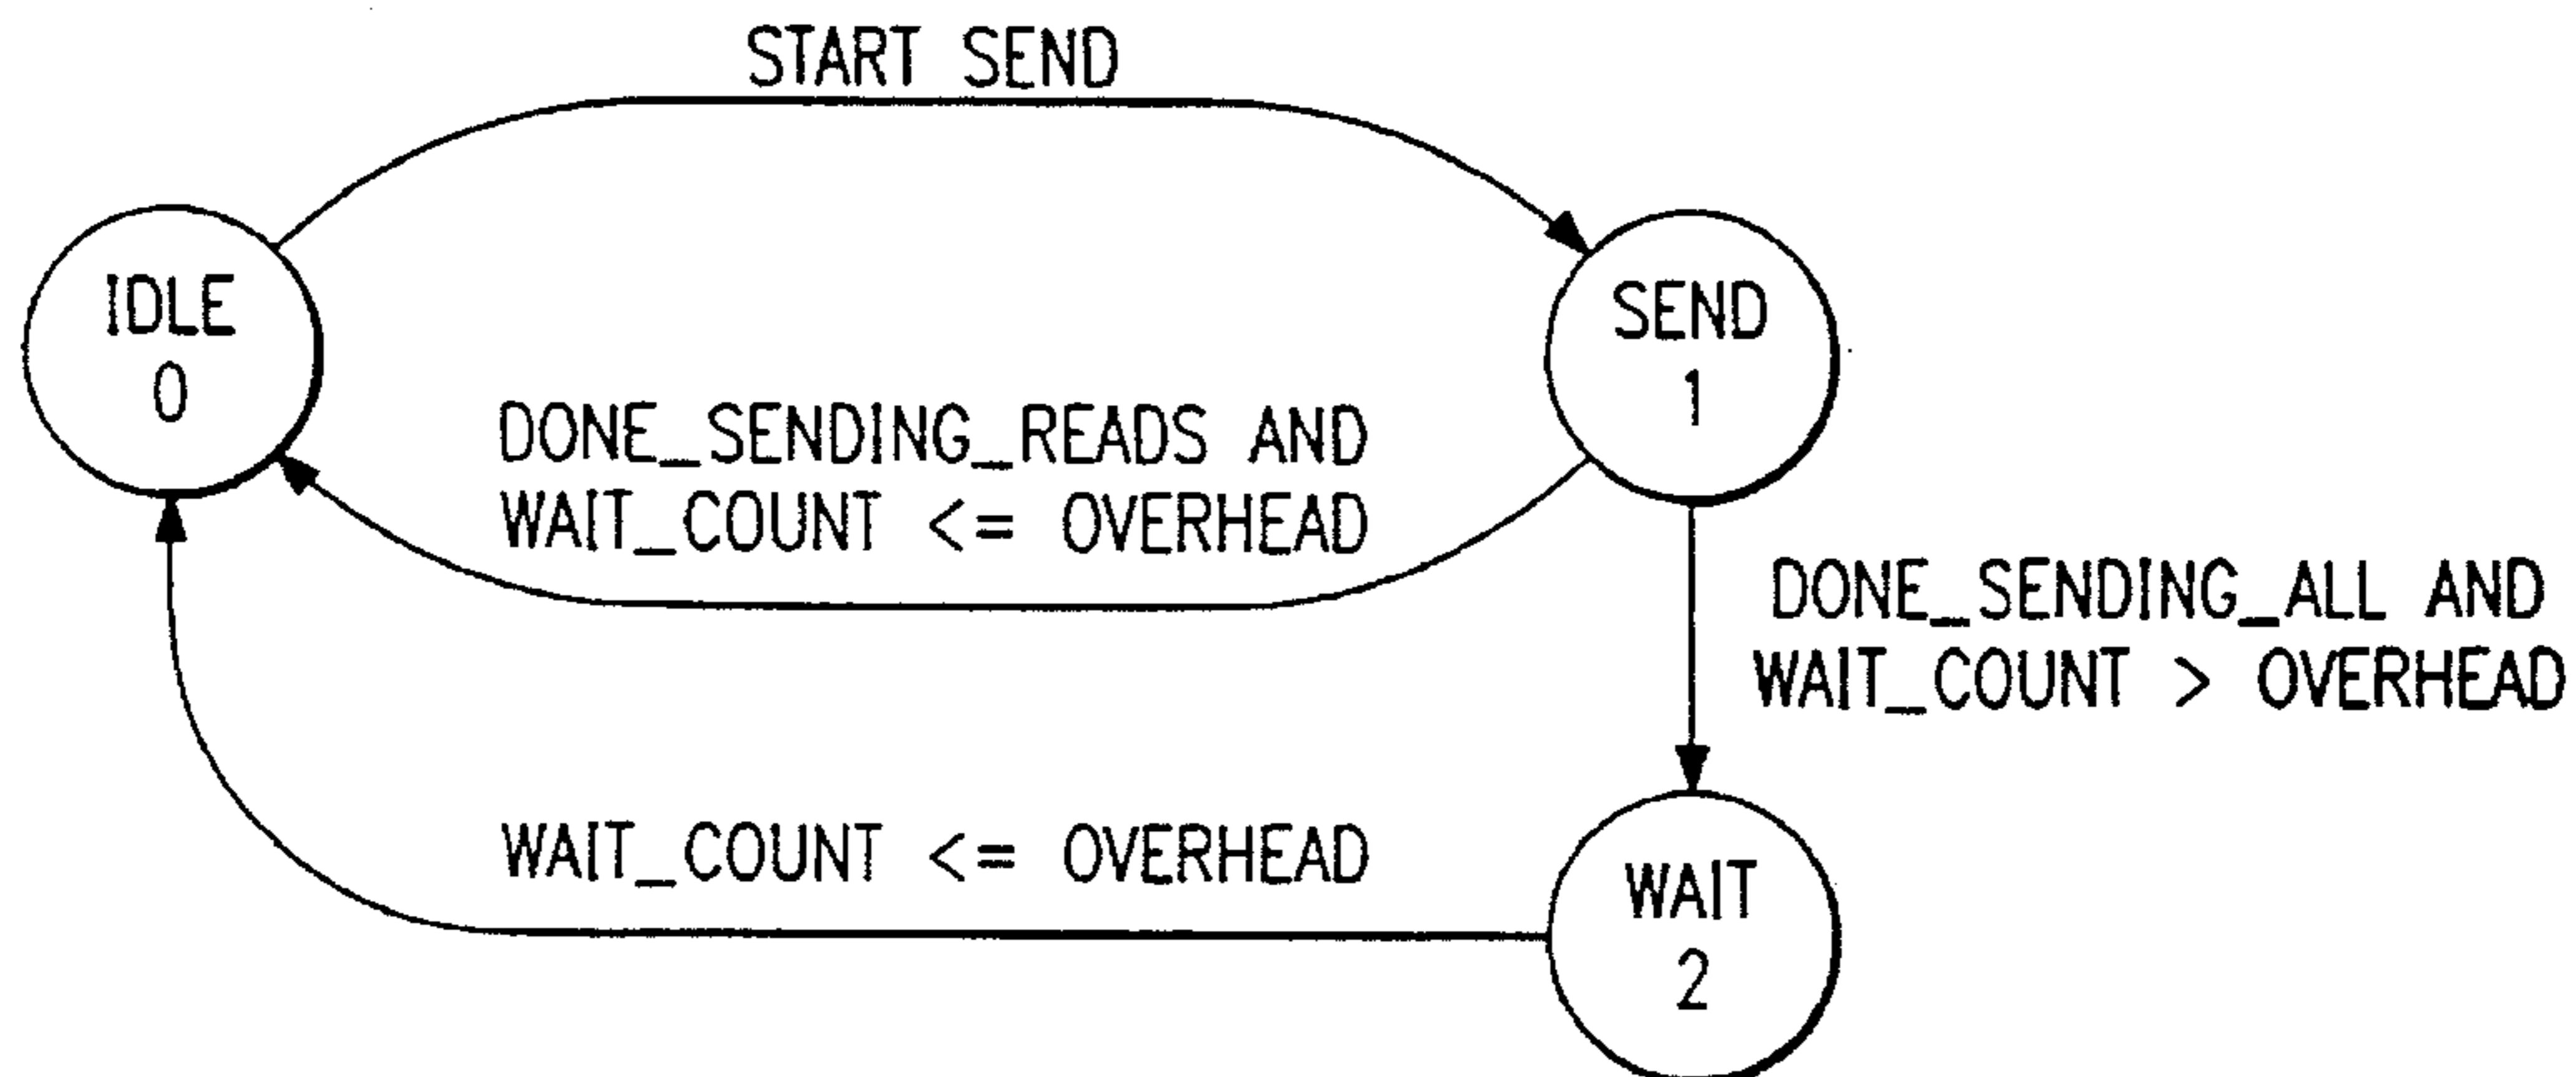 START SEND
IDLE
0
SEND
1
DONE_SENDING_READS AND
WAIT_COUNT <= OVERHEAD
DONE_SENDING_ALL AND
WAIT_COUNT > OVERHEAD
WAIT_COUNT <= OVERHEAD
WAIT
2